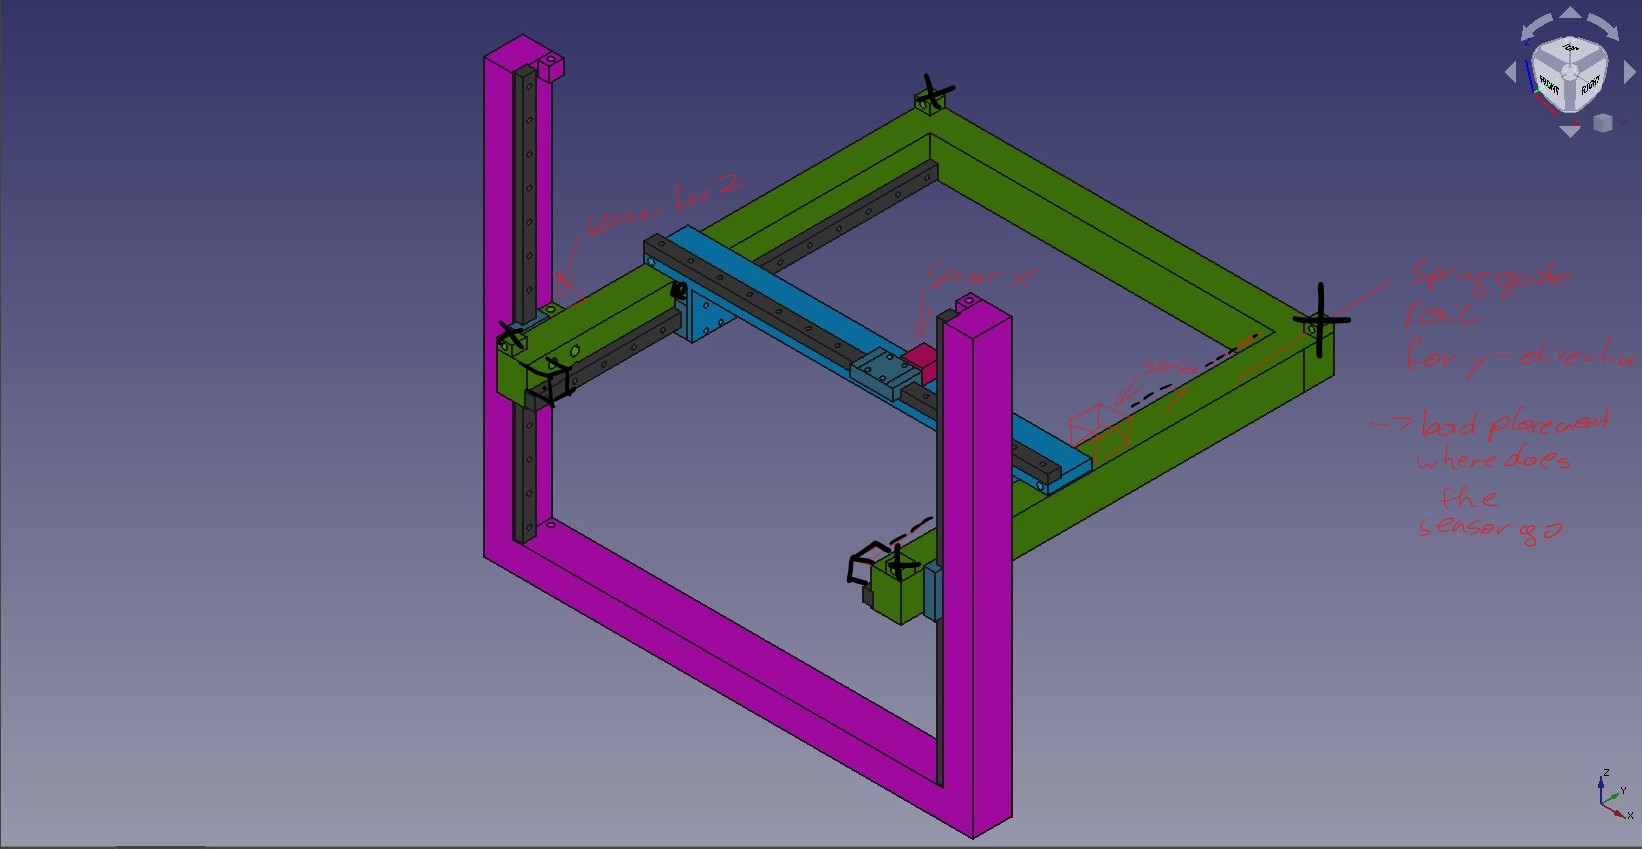 sensor for Z
sensor X
sensor
Spring guide
rail
for y-direction
-> bad placement
where does
the
sensor go
TOP
FRONT
RIGHT
Z
Y
X